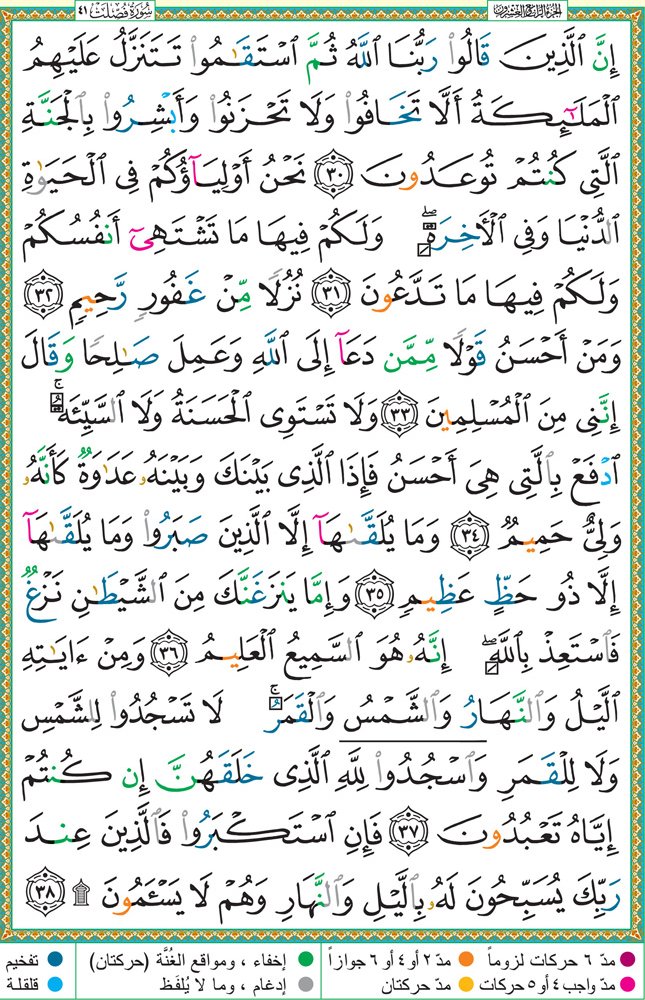 الجزء الرابع والعشرون
سُورَةُ فُصِّلَتْ ٤١
إِنَّ ٱلَّذِينَ قَالُوا۟ رَبُّنَا ٱللَّهُ ثُمَّ ٱسْتَقَـٰمُوا۟ تَتَنَزَّلُ عَلَيْهِمُ
ٱلْمَلَـٰٓئِكَةُ أَلَّا تَخَافُوا۟ وَلَا تَحْزَنُوا۟ وَأَبْشِرُوا۟ بِٱلْجَنَّةِ
ٱلَّتِى كُنتُمْ تُوعَدُونَ ٣٠ نَحْنُ أَوْلِيَآؤُكُمْ فِى ٱلْحَيَوٰةِ
ٱلدُّنْيَا وَفِى ٱلْـَٔاخِرَةِ ۖ وَلَكُمْ فِيهَا مَا تَشْتَهِىٓ أَنفُسُكُمْ
وَلَكُمْ فِيهَا مَا تَدَّعُونَ ٣١ نُزُلًا مِّنْ غَفُورٍ رَّحِيمٍ ٣٢
وَمَنْ أَحْسَنُ قَوْلًا مِّمَّن دَعَآ إِلَى ٱللَّهِ وَعَمِلَ صَـٰلِحًا وَقَالَ
إِنَّنِى مِنَ ٱلْمُسْلِمِينَ ٣٣ وَلَا تَسْتَوِى ٱلْحَسَنَةُ وَلَا ٱلسَّيِّئَةُ ۚ
ٱدْفَعْ بِٱلَّتِى هِىَ أَحْسَنُ فَإِذَا ٱلَّذِى بَيْنَكَ وَبَيْنَهُۥ عَدَٰوَةٌ كَأَنَّهُۥ
وَلِىٌّ حَمِيمٌ ٣٤ وَمَا يُلَقَّىٰهَآ إِلَّا ٱلَّذِينَ صَبَرُوا۟ وَمَا يُلَقَّىٰهَآ
إِلَّا ذُو حَظٍّ عَظِيمٍ ٣٥ وَإِمَّا يَنزَغَنَّكَ مِنَ ٱلشَّيْطَـٰنِ نَزْغٌ
فَٱسْتَعِذْ بِٱللَّهِ ۖ إِنَّهُۥ هُوَ ٱلسَّمِيعُ ٱلْعَلِيمُ ٣٦ وَمِنْ ءَايَـٰتِهِ
ٱلَّيْلُ وَٱلنَّهَارُ وَٱلشَّمْسُ وَٱلْقَمَرُ ۚ لَا تَسْجُدُوا۟ لِلشَّمْسِ
وَلَا لِلْقَمَرِ وَٱسْجُدُوا۟ لِلَّهِ ٱلَّذِى خَلَقَهُنَّ إِن كُنتُمْ
إِيَّاهُ تَعْبُدُونَ ٣٧ فَإِنِ ٱسْتَكْبَرُوا۟ فَٱلَّذِينَ عِندَ
رَبِّكَ يُسَبِّحُونَ لَهُۥ بِٱلَّيْلِ وَٱلنَّهَارِ وَهُمْ لَا يَسْـَٔمُونَ ۩ ٣٨
مدّ ٦ حركات لزوماً
مدّ ٢ أو ٤ أو ٦ جوازاً
إخفاء ، ومواقع الغُنَّة (حركتان)
تفخيم
مدّ واجب ٤ أو ٥ حركات
مدّ حركتان
إدغام ، وما لا يُلفَظ
قلقلة